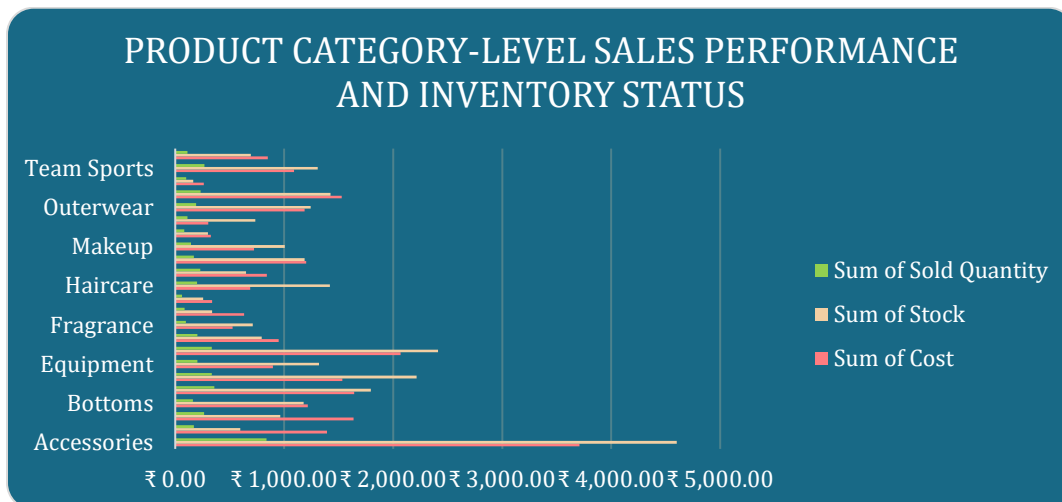 PRODUCT CATEGORY-LEVEL SALES PERFORMANCE
AND INVENTORY STATUS
Team Sports
Outerwear
Makeup
Haircare
Fragrance
Equipment
Bottoms
Accessories
₹ 0.00 ₹ 1,000.00 ₹ 2,000.00 ₹ 3,000.00 ₹ 4,000.00 ₹ 5,000.00
Sum of Sold Quantity
Sum of Stock
Sum of Cost